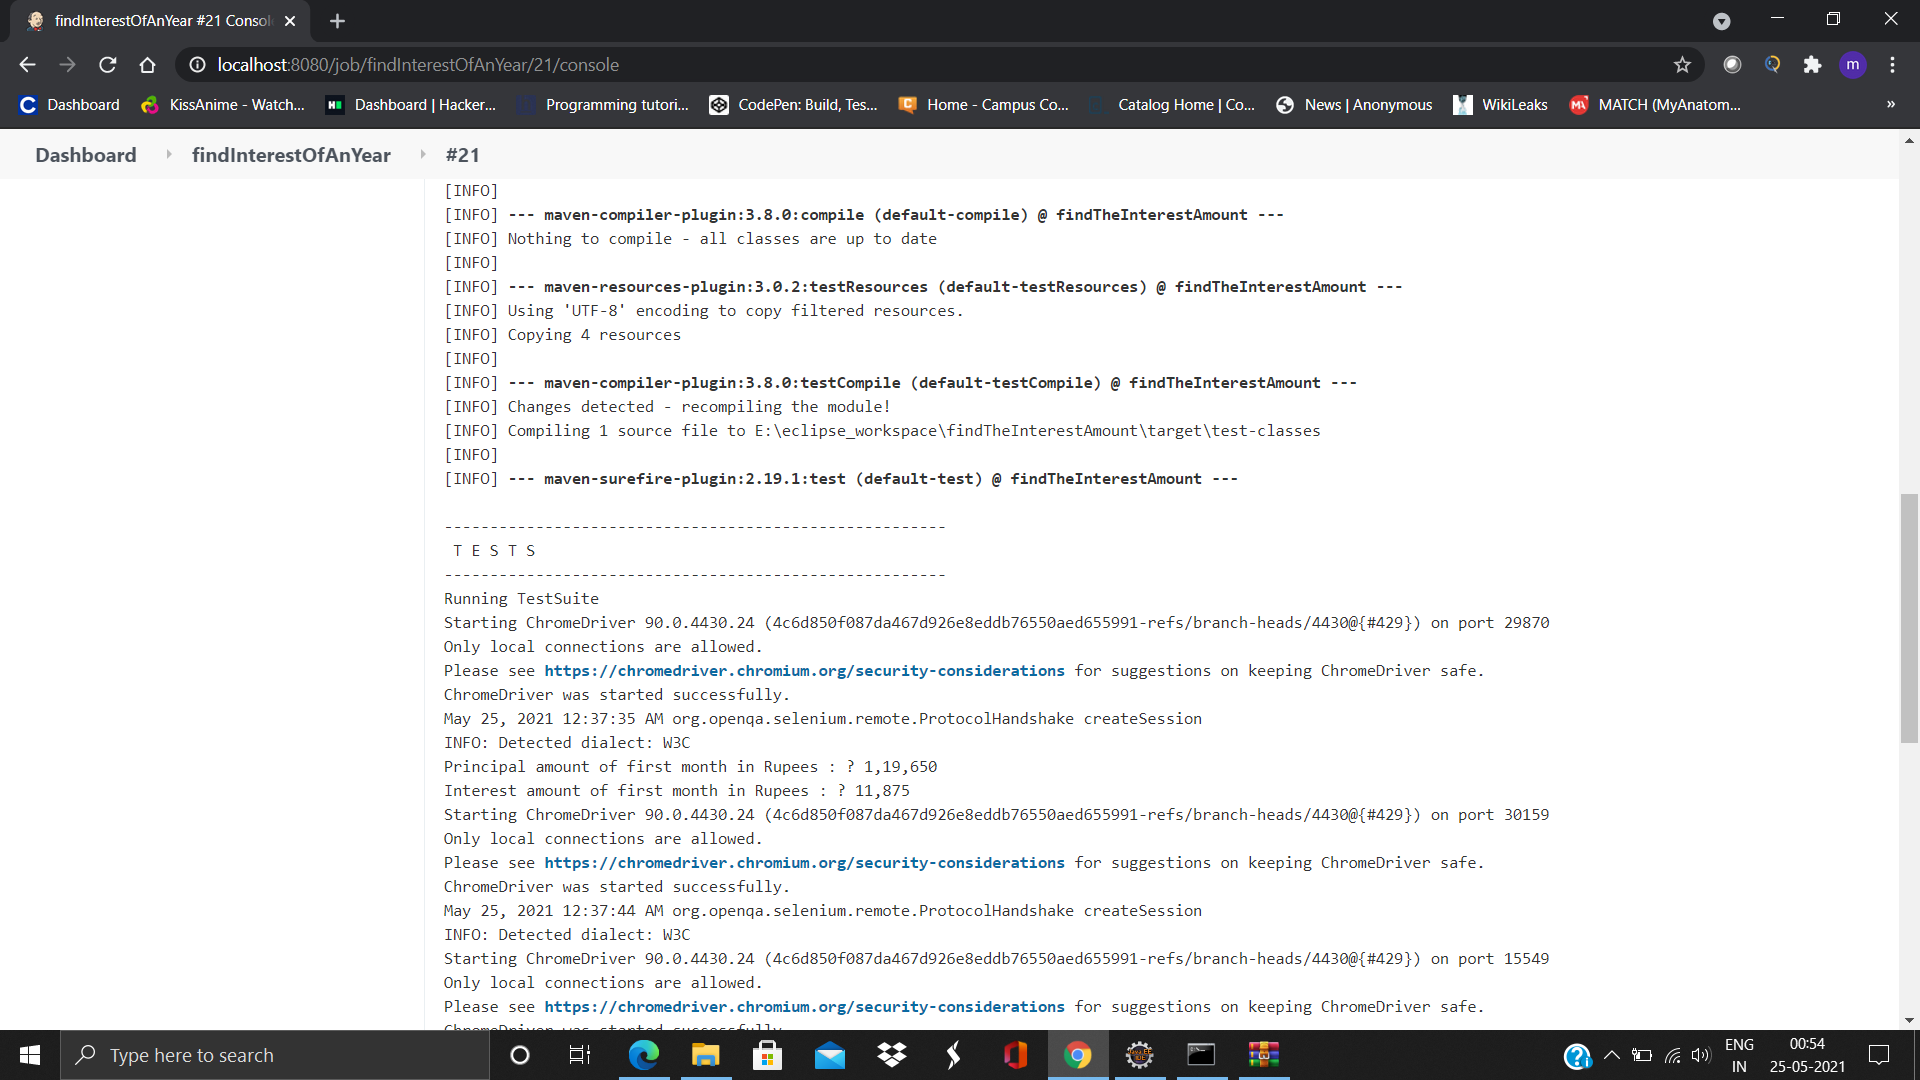 findInterestOfAnYear #21 Conso
localhost:8080/job/findInterestOfAnYear/21/console
m
Dashboard
KissAnime - Watch...
Dashboard | Hacker...
Programming tutori...
CodePen: Build, Tes...
Home - Campus Co...
Catalog Home | Co...
News | Anonymous
WikiLeaks
MATCH (MyAnatom...
»
Dashboard findInterestOfAnYear #21
[INFO]
[INFO] --- maven-compiler-plugin:3.8.0:compile (default-compile) @ findTheInterestAmount ---
[INFO] Nothing to compile - all classes are up to date
[INFO]
[INFO] --- maven-resources-plugin:3.0.2:testResources (default-testResources) @ findTheInterestAmount ---
[INFO] Using 'UTF-8' encoding to copy filtered resources.
[INFO] Copying 4 resources
[INFO]
[INFO] --- maven-compiler-plugin:3.8.0:testCompile (default-testCompile) @ findTheInterestAmount ---
[INFO] Changes detected - recompiling the module!
[INFO] Compiling 1 source file to E:\eclipse_workspace\findTheInterestAmount\target\test-classes
[INFO]
[INFO] --- maven-surefire-plugin:2.19.1:test (default-test) @ findTheInterestAmount ---
-------------------------------------------------------
T E S T S
-------------------------------------------------------
Running TestSuite
Starting ChromeDriver 90.0.4430.24 (4c6d850f087da467d926e8eddb76550aed655991-refs/branch-heads/4430@{#429}) on port 29870
Only local connections are allowed.
Please see https://chromedriver.chromium.org/security-considerations for suggestions on keeping ChromeDriver safe.
ChromeDriver was started successfully.
May 25, 2021 12:37:35 AM org.openqa.selenium.remote.ProtocolHandshake createSession
INFO: Detected dialect: W3C
Principal amount of first month in Rupees : ? 1,19,650
Interest amount of first month in Rupees : ? 11,875
Starting ChromeDriver 90.0.4430.24 (4c6d850f087da467d926e8eddb76550aed655991-refs/branch-heads/4430@{#429}) on port 30159
Only local connections are allowed.
Please see https://chromedriver.chromium.org/security-considerations for suggestions on keeping ChromeDriver safe.
ChromeDriver was started successfully.
May 25, 2021 12:37:44 AM org.openqa.selenium.remote.ProtocolHandshake createSession
INFO: Detected dialect: W3C
Starting ChromeDriver 90.0.4430.24 (4c6d850f087da467d926e8eddb76550aed655991-refs/branch-heads/4430@{#429}) on port 15549
Only local connections are allowed.
Please see https://chromedriver.chromium.org/security-considerations for suggestions on keeping ChromeDriver safe.
ChromeDriver was started successfully.
Type here to search
ENG
IN
00:54
25-05-2021